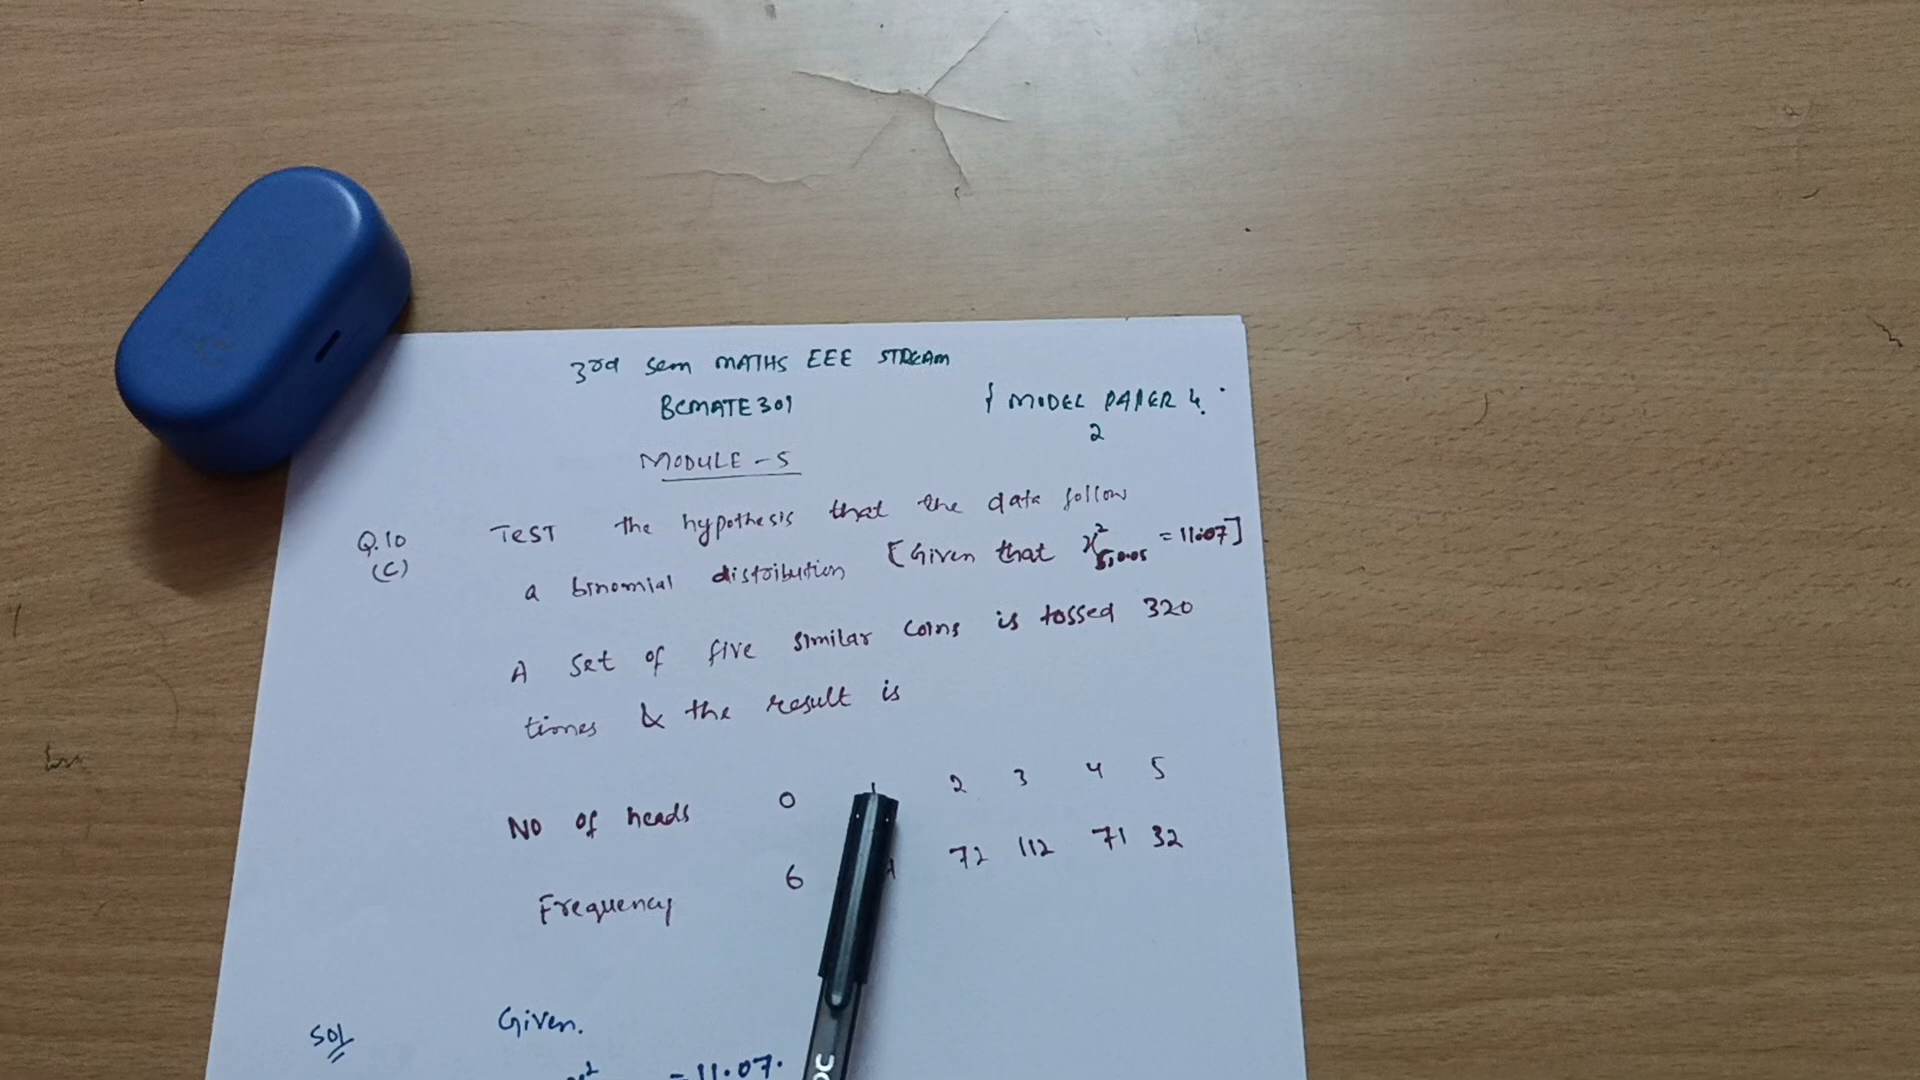 3rd Sem MATHS EEE STREAM
BCMATE301 { MODEL PAPER 4.
2
MODULE - 5
Q.10 TEST the hypothesis that the data follow
(C) a binomial distribution [Given that χ²5,0.05 = 11.07]
A set of five similar coins is tossed 320
times & the result is
No of heads 0 1 2 3 4 5
Frequency 6 72 112 71 32
Sol Given.
= 11.07.